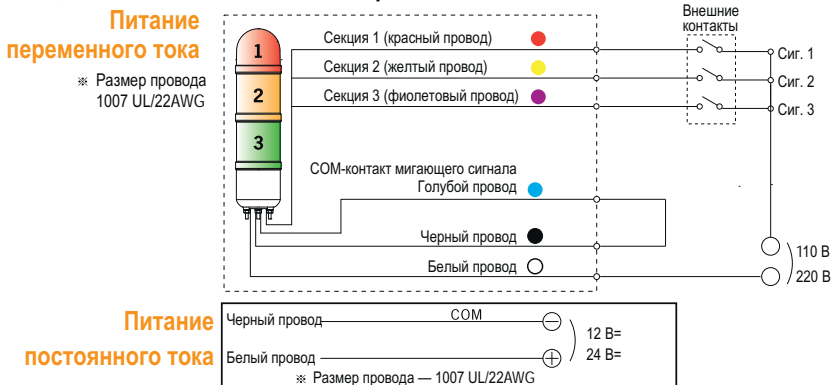 Питание
переменного тока
※ Размер провода
1007 UL/22AWG
1
2
3
Секция 1 (красный провод)
Секция 2 (желтый провод)
Секция 3 (фиолетовый провод)
Внешние
контакты
Сиг. 1
Сиг. 2
Сиг. 3
COM-контакт мигающего сигнала
Голубой провод
Черный провод
Белый провод
110 В
220 В
Питание
постоянного тока
Черный провод
COM
Белый провод
12 В=
24 В=
※ Размер провода — 1007 UL/22AWG